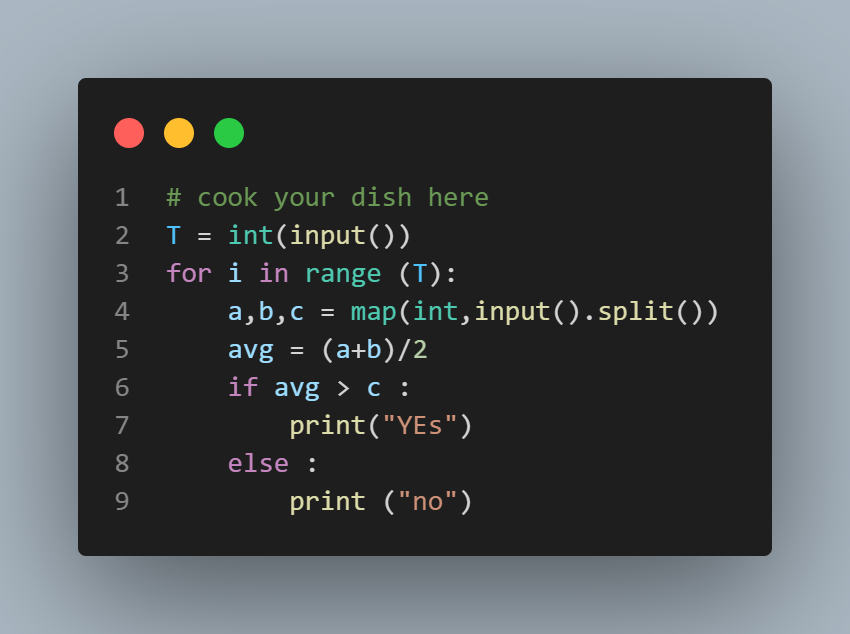 1 # cook your dish here
2 T = int(input())
3 for i in range (T):
4     a,b,c = map(int,input().split())
5     avg = (a+b)/2
6     if avg > c :
7         print("YEs")
8     else :
9         print ("no")